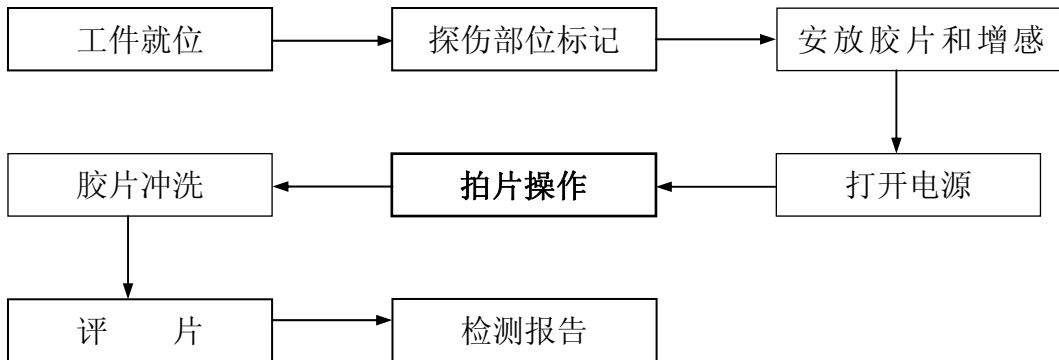 工件就位
探伤部位标记
安放胶片和增感
打开电源
拍片操作
胶片冲洗
评 片
检测报告